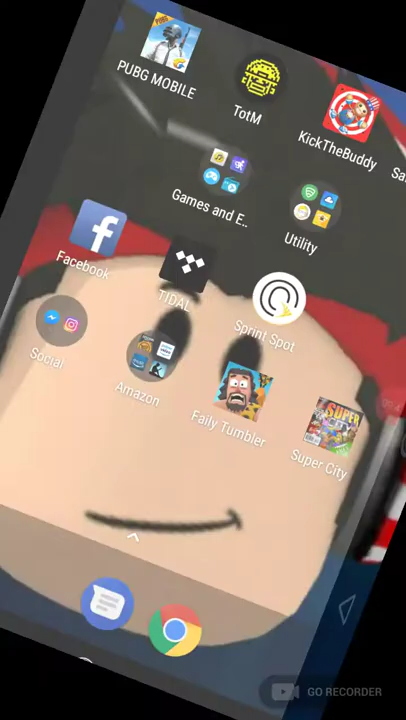 PUBG MOBILE
TotM
KickTheBuddy
Sa
Games and E..
Utility
Facebook
TIDAL
Sprint Spot
Social
Amazon
Faily Tumbler
Super City
SUPER
GO RECORDER